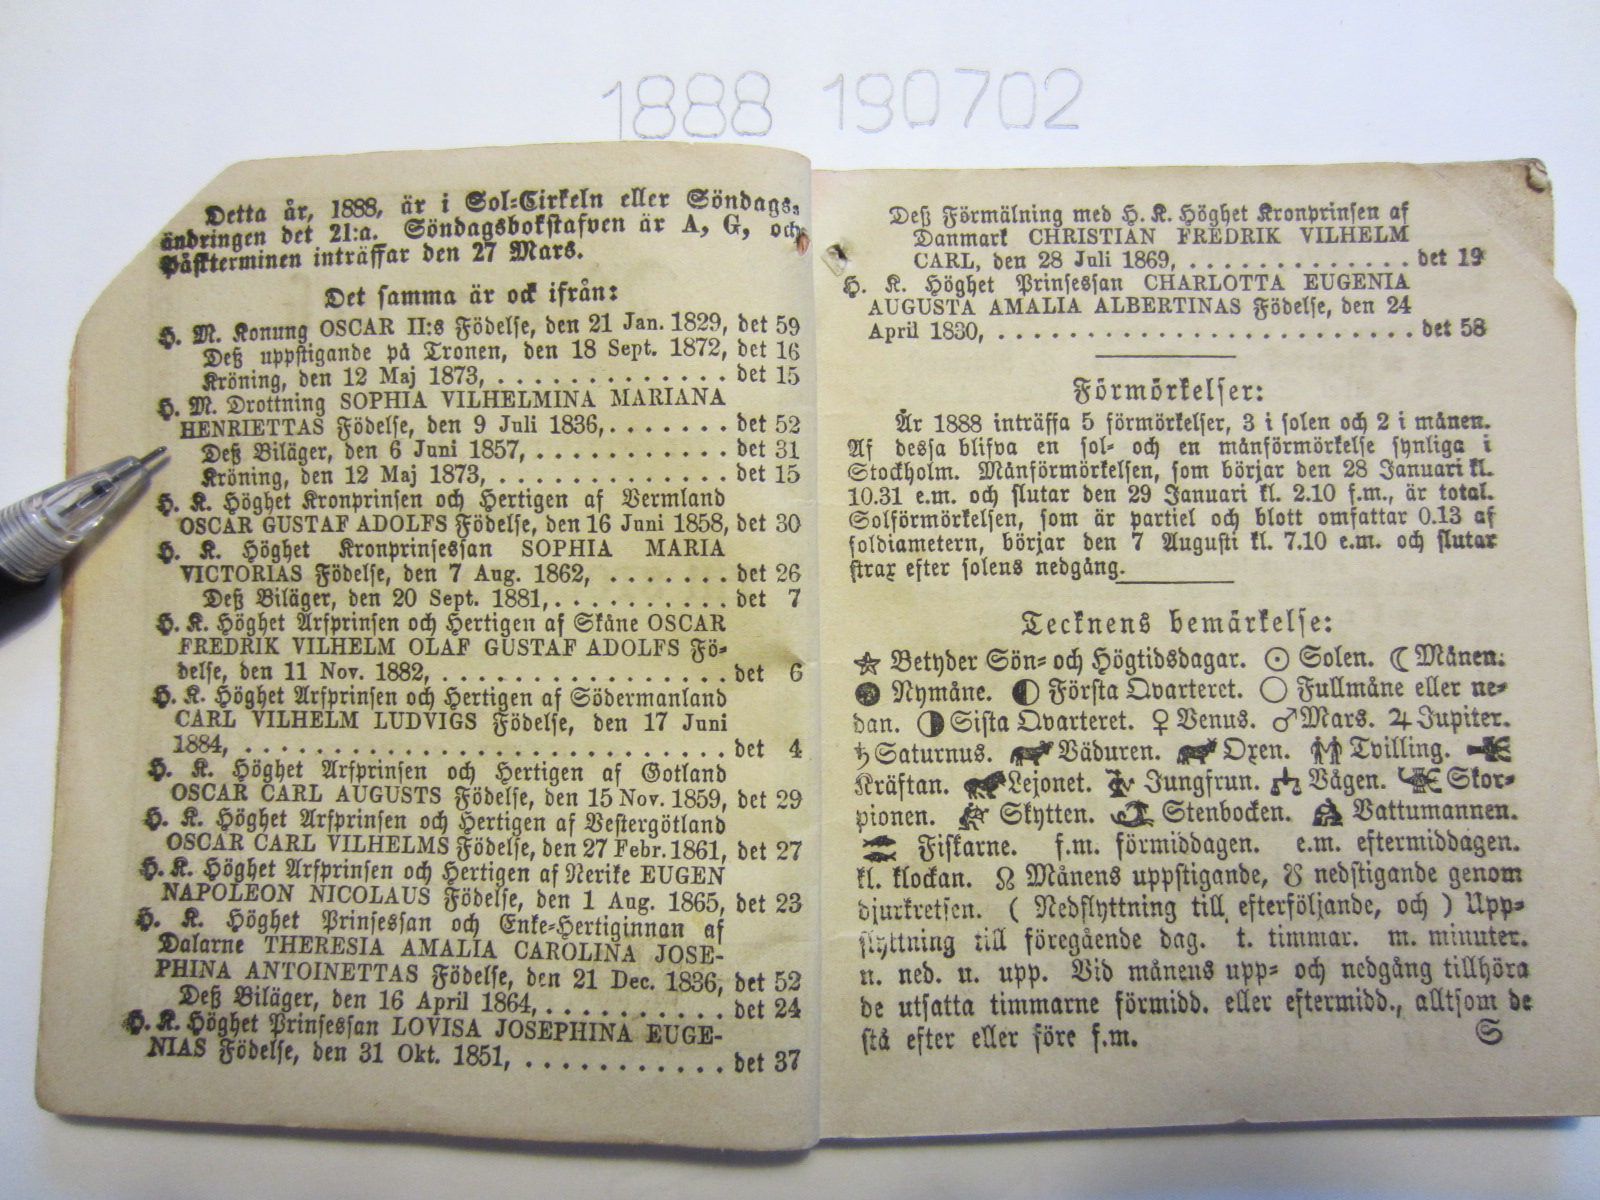 1888 190702
Detta år, 1888, är i Sol-Cirkeln eller Söndags-
ändringen det 21:a. Söndagsbokstafven är A, G, och
Påskterminen inträffar den 27 Mars.
Det samma är ock ifrån:
H. M. Konung OSCAR II:s Födelse, den 21 Jan. 1829, det 59
Deß uppstigande på Tronen, den 18 Sept. 1872, det 16
Kröning, den 12 Maj 1873, . . . . . . . . . . . . . det 15
H. M. Drottning SOPHIA VILHELMINA MARIANA
HENRIETTAS Födelse, den 9 Juli 1836, . . . . . . . det 52
Deß Biläger, den 6 Juni 1857, . . . . . . . . . . . det 31
Kröning, den 12 Maj 1873, . . . . . . . . . . . . . det 15
H. K. Höghet Kronprinsen och Hertigen af Vermland
OSCAR GUSTAF ADOLFS Födelse, den 16 Juni 1858, det 30
H. K. Höghet Kronprinsessan SOPHIA MARIA
VICTORIAS Födelse, den 7 Aug. 1862, . . . . . . . det 26
Deß Biläger, den 20 Sept. 1881, . . . . . . . . . . det 7
H. K. Höghet Arfprinsen och Hertigen af Skåne OSCAR
FREDRIK VILHELM OLAF GUSTAF ADOLFS Fö-
delse, den 11 Nov. 1882, . . . . . . . . . . . . . . . . det 6
H. K. Höghet Arfprinsen och Hertigen af Södermanland
CARL VILHELM LUDVIGS Födelse, den 17 Juni
1884, . . . . . . . . . . . . . . . . . . . . . . . . . . . . det 4
H. K. Höghet Arfprinsen och Hertigen af Gotland
OSCAR CARL AUGUSTS Födelse, den 15 Nov. 1859, det 29
H. K. Höghet Arfprinsen och Hertigen af Vestergötland
OSCAR CARL VILHELMS Födelse, den 27 Febr. 1861, det 27
H. K. Höghet Arfprinsen och Hertigen af Nerike EUGEN
NAPOLEON NICOLAUS Födelse, den 1 Aug. 1865, det 23
H. K. Höghet Prinsessan och Enke-Hertiginnan af
Dalarne THERESIA AMALIA CAROLINA JOSE-
PHINA ANTOINETTAS Födelse, den 21 Dec. 1836, det 52
Deß Biläger, den 16 April 1864, . . . . . . . . . . . det 24
H. K. Höghet Prinsessan LOVISA JOSEPHINA EUGE-
NIAS Födelse, den 31 Okt. 1851, . . . . . . . . . . . . det 37
Deß Förmälning med H. K. Höghet Kronprinsen af
Danmark CHRISTIAN FREDRIK VILHELM
CARL, den 28 Juli 1869, . . . . . . . . . . . . . . det 19
H. K. Höghet Prinsessan CHARLOTTA EUGENIA
AUGUSTA AMALIA ALBERTINAS Födelse, den 24
April 1830, . . . . . . . . . . . . . . . . . . . . . . . . . det 58
Förmörkelser:
År 1888 inträffa 5 förmörkelser, 3 i solen och 2 i månen.
Af dessa blifva en sol- och en månförmörkelse synliga i
Stockholm. Månförmörkelsen, som börjar den 28 Januari kl.
10.31 e.m. och slutar den 29 Januari kl. 2.10 f.m., är total.
Solförmörkelsen, som är partiel och blott omfattar 0.13 af
soldiametern, börjar den 7 Augusti kl. 7.10 e.m. och slutar
strax efter solens nedgång.
Tecknens bemärkelse:
☆ Betyder Sön- och Högtidsdagar. ☉ Solen. ☾ Månen.
● Nymåne. ◐ Första Qvarteret. ○ Fullmåne eller ne-
dan. ◑ Sista Qvarteret. ♀ Venus. ♂ Mars. ♃ Jupiter.
♄ Saturnus. Väduren. Oxen. Tvilling.
Kräftan. Lejonet. Jungfrun. Vågen. Skor-
pionen. Skytten. Stenbocken. Vattumannen.
Fiskarne. f.m. förmiddagen. e.m. eftermiddagen.
kl. klockan. ☊ Månens uppstigande, ☋ nedstigande genom
djurkretsen. ( Nedflyttning till efterföljande, och ) Upp-
flyttning till föregående dag. t. timmar. m. minuter.
n. ned. u. upp. Vid månens upp- och nedgång tillhöra
de utsatta timmarne förmidd. eller eftermidd., alltsom de
stå efter eller före f.m.
S